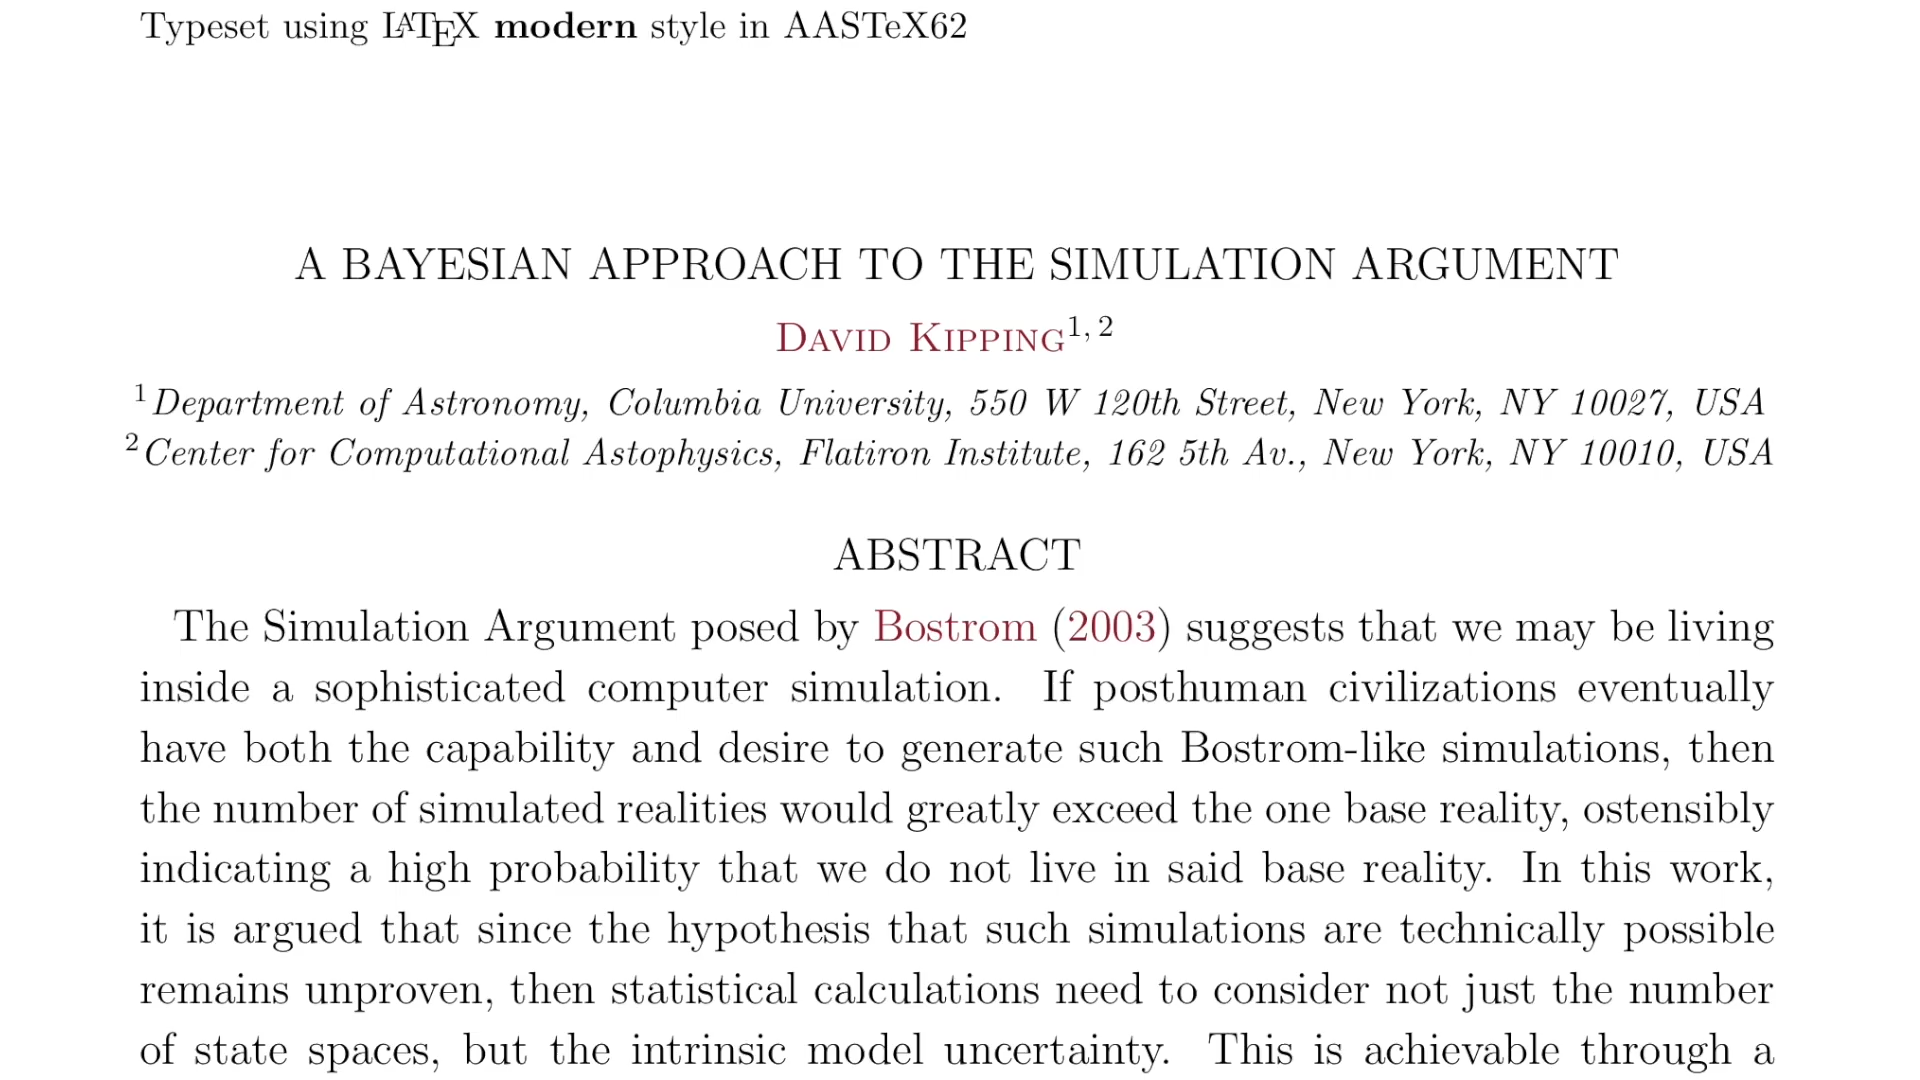 Typeset using LATEX modern style in AASTeX62
A BAYESIAN APPROACH TO THE SIMULATION ARGUMENT
David Kipping1, 2
1Department of Astronomy, Columbia University, 550 W 120th Street, New York, NY 10027, USA
2Center for Computational Astophysics, Flatiron Institute, 162 5th Av., New York, NY 10010, USA
ABSTRACT
The Simulation Argument posed by Bostrom (2003) suggests that we may be living
inside a sophisticated computer simulation. If posthuman civilizations eventually
have both the capability and desire to generate such Bostrom-like simulations, then
the number of simulated realities would greatly exceed the one base reality, ostensibly
indicating a high probability that we do not live in said base reality. In this work,
it is argued that since the hypothesis that such simulations are technically possible
remains unproven, then statistical calculations need to consider not just the number
of state spaces, but the intrinsic model uncertainty. This is achievable through a